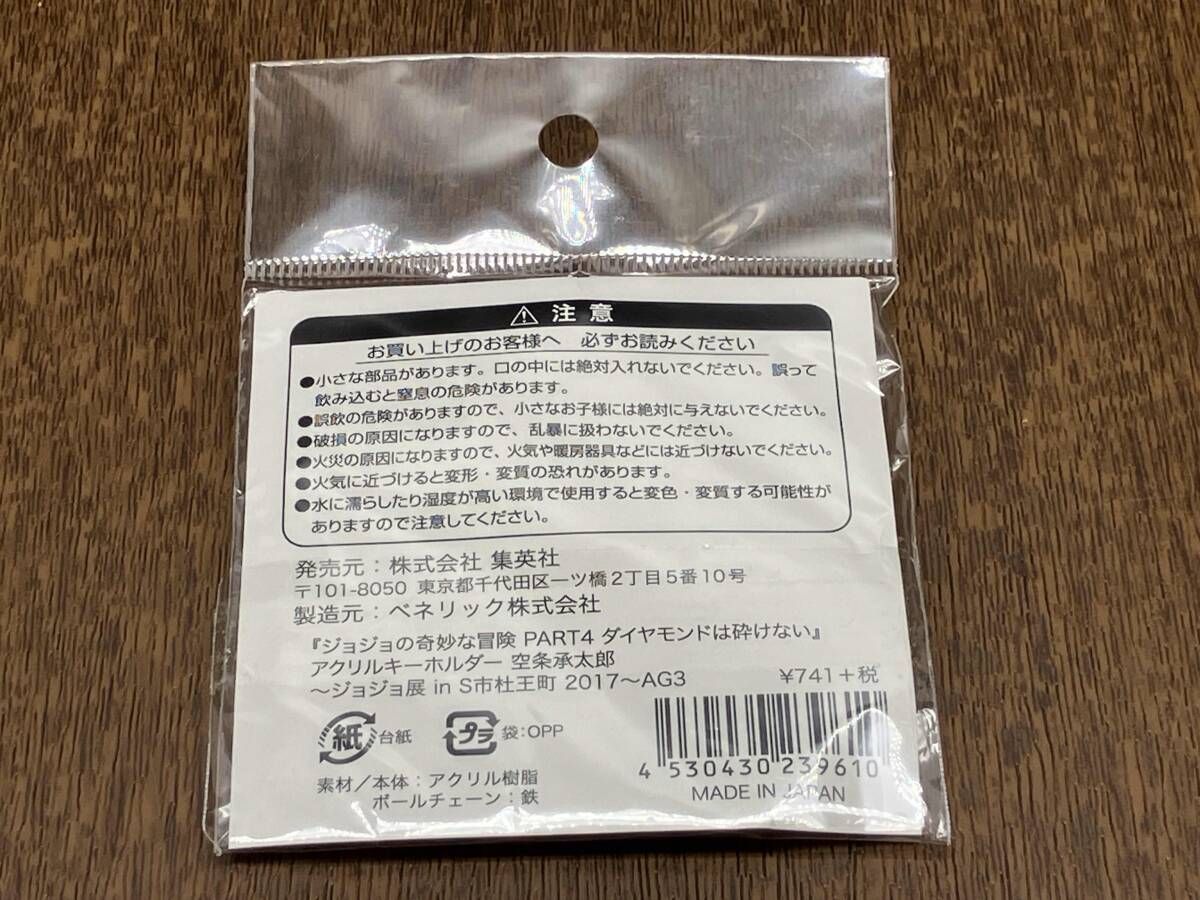 ⚠ 注意
お買い上げのお客様へ 必ずお読みください
●小さな部品があります。口の中には絶対入れないでください。誤って
飲み込むと窒息の危険があります。
●誤飲の危険がありますので、小さなお子様には絶対に与えないでください。
●破損の原因になりますので、乱暴に扱わないでください。
●火災の原因になりますので、火気や暖房器具などには近づけないでください。
●火気に近づけると変形・変質の恐れがあります。
●水に濡らしたり湿度が高い環境で使用すると変色・変質する可能性が
ありますので注意してください。
発売元：株式会社 集英社
〒101-8050 東京都千代田区一ツ橋2丁目5番10号
製造元：ベネリック株式会社
『ジョジョの奇妙な冒険 PART4 ダイヤモンドは砕けない』
アクリルキーホルダー 空条承太郎
～ジョジョ展 in S市杜王町 2017～AG3 ¥741+税
紙 台紙 プラ 袋：OPP
素材／本体：アクリル樹脂
ボールチェーン：鉄
4 530430 239610
MADE IN JAPAN